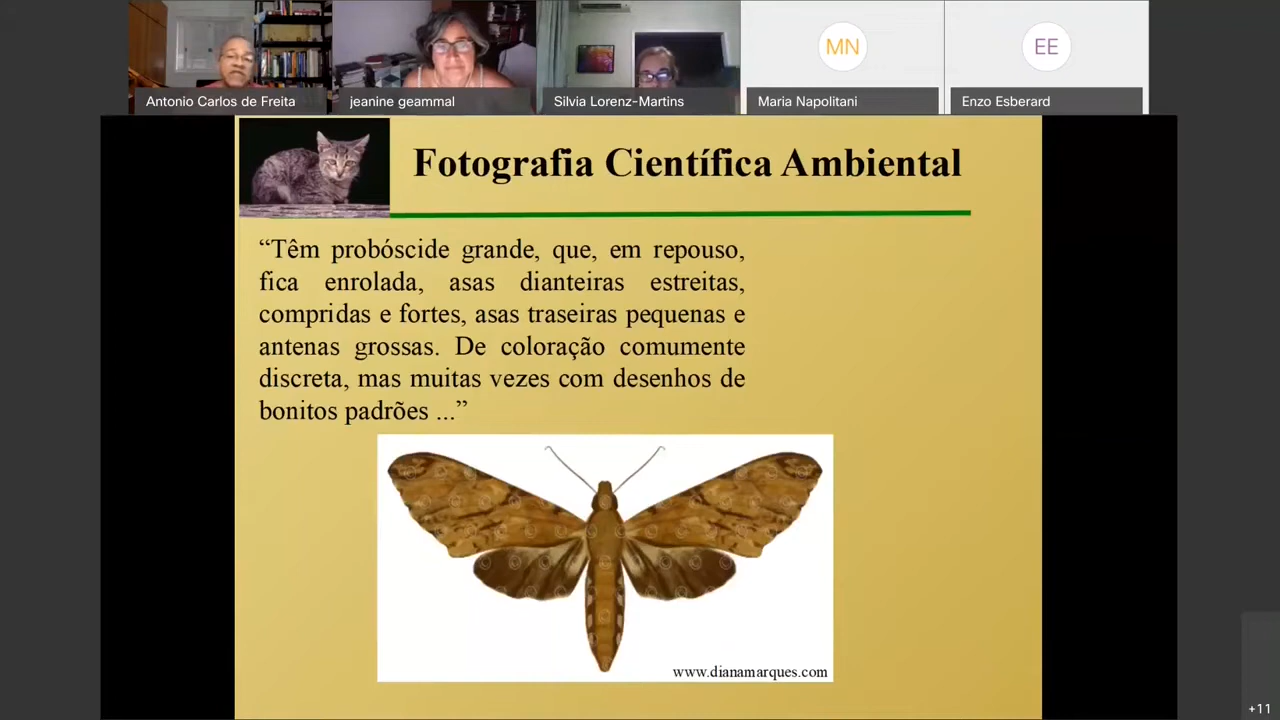 Antonio Carlos de Freita
jeanine geammal
Silvia Lorenz-Martins
MN
Maria Napolitani
EE
Enzo Esberard
Fotografia Científica Ambiental
“Têm probóscide grande, que, em repouso,
fica enrolada, asas dianteiras estreitas,
compridas e fortes, asas traseiras pequenas e
antenas grossas. De coloração comumente
discreta, mas muitas vezes com desenhos de
bonitos padrões ...”
www.dianamarques.com
+11